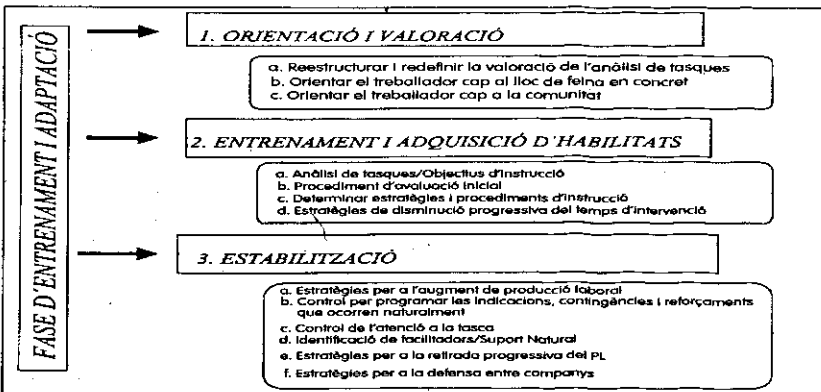 FASE D'ENTRENAMENT I ADAPTACIÓ
1. ORIENTACIÓ I VALORACIÓ
a. Reestructurar i redefinir la valoració de l'anàlisi de tasques
b. Orientar el treballador cap al lloc de feina en concret
c. Orientar el treballador cap a la comunitat
2. ENTRENAMENT I ADQUISICIÓ D'HABILITATS
a. Anàlisi de tasques/Objectius d'instrucció
b. Procediment d'avaluació inicial
c. Determinar estratègies i procediments d'instrucció
d. Estratègies de disminució progressiva del temps d'intervenció
3. ESTABILITZACIÓ
a. Estratègies per a l'augment de producció laboral
b. Control per programar les indicacions, contingències i reforçaments
que ocorren naturalment
c. Control de l'atenció a la tasca
d. Identificació de facilitadors/Suport Natural
e. Estratègies per a la retirada progressiva del PL
f. Estratègies per a la defensa entre companys